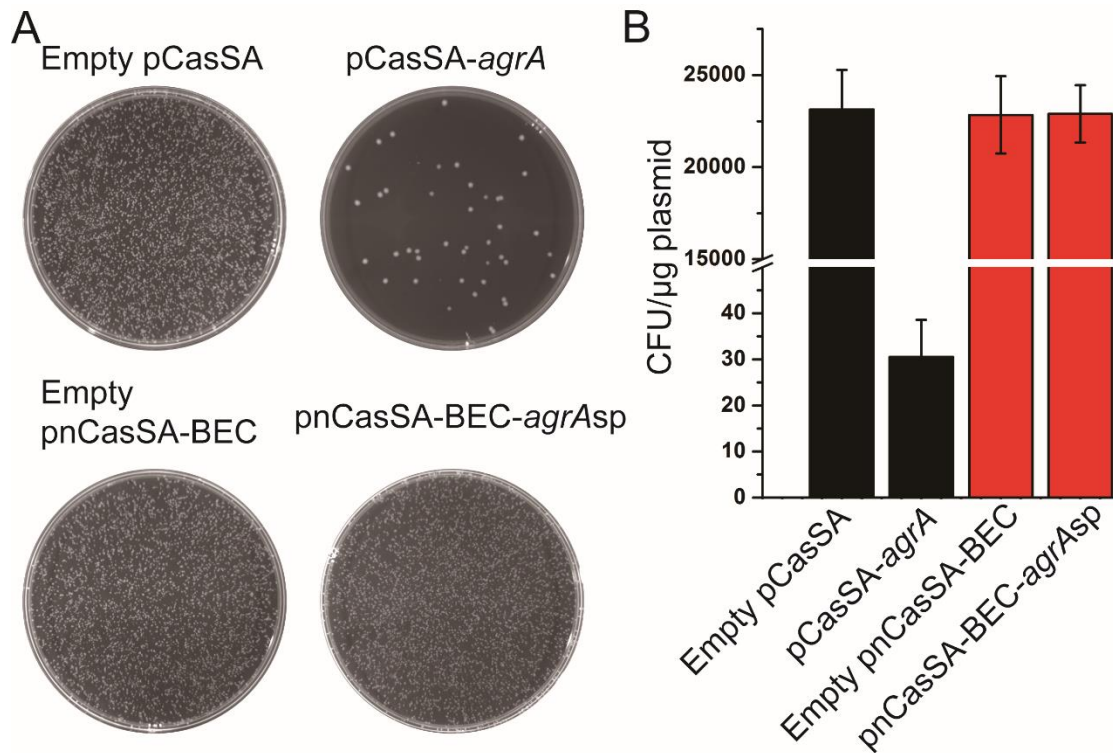 A
Empty pCasSA
pCasSA-agrA
Empty
pnCasSA-BEC
pnCasSA-BEC-agrAsp
B
CFU/µg plasmid
25000
20000
15000
40
30
20
10
0
Empty pCasSA
pCasSA-agrA
Empty pnCasSA-BEC
pnCasSA-BEC-agrAsp